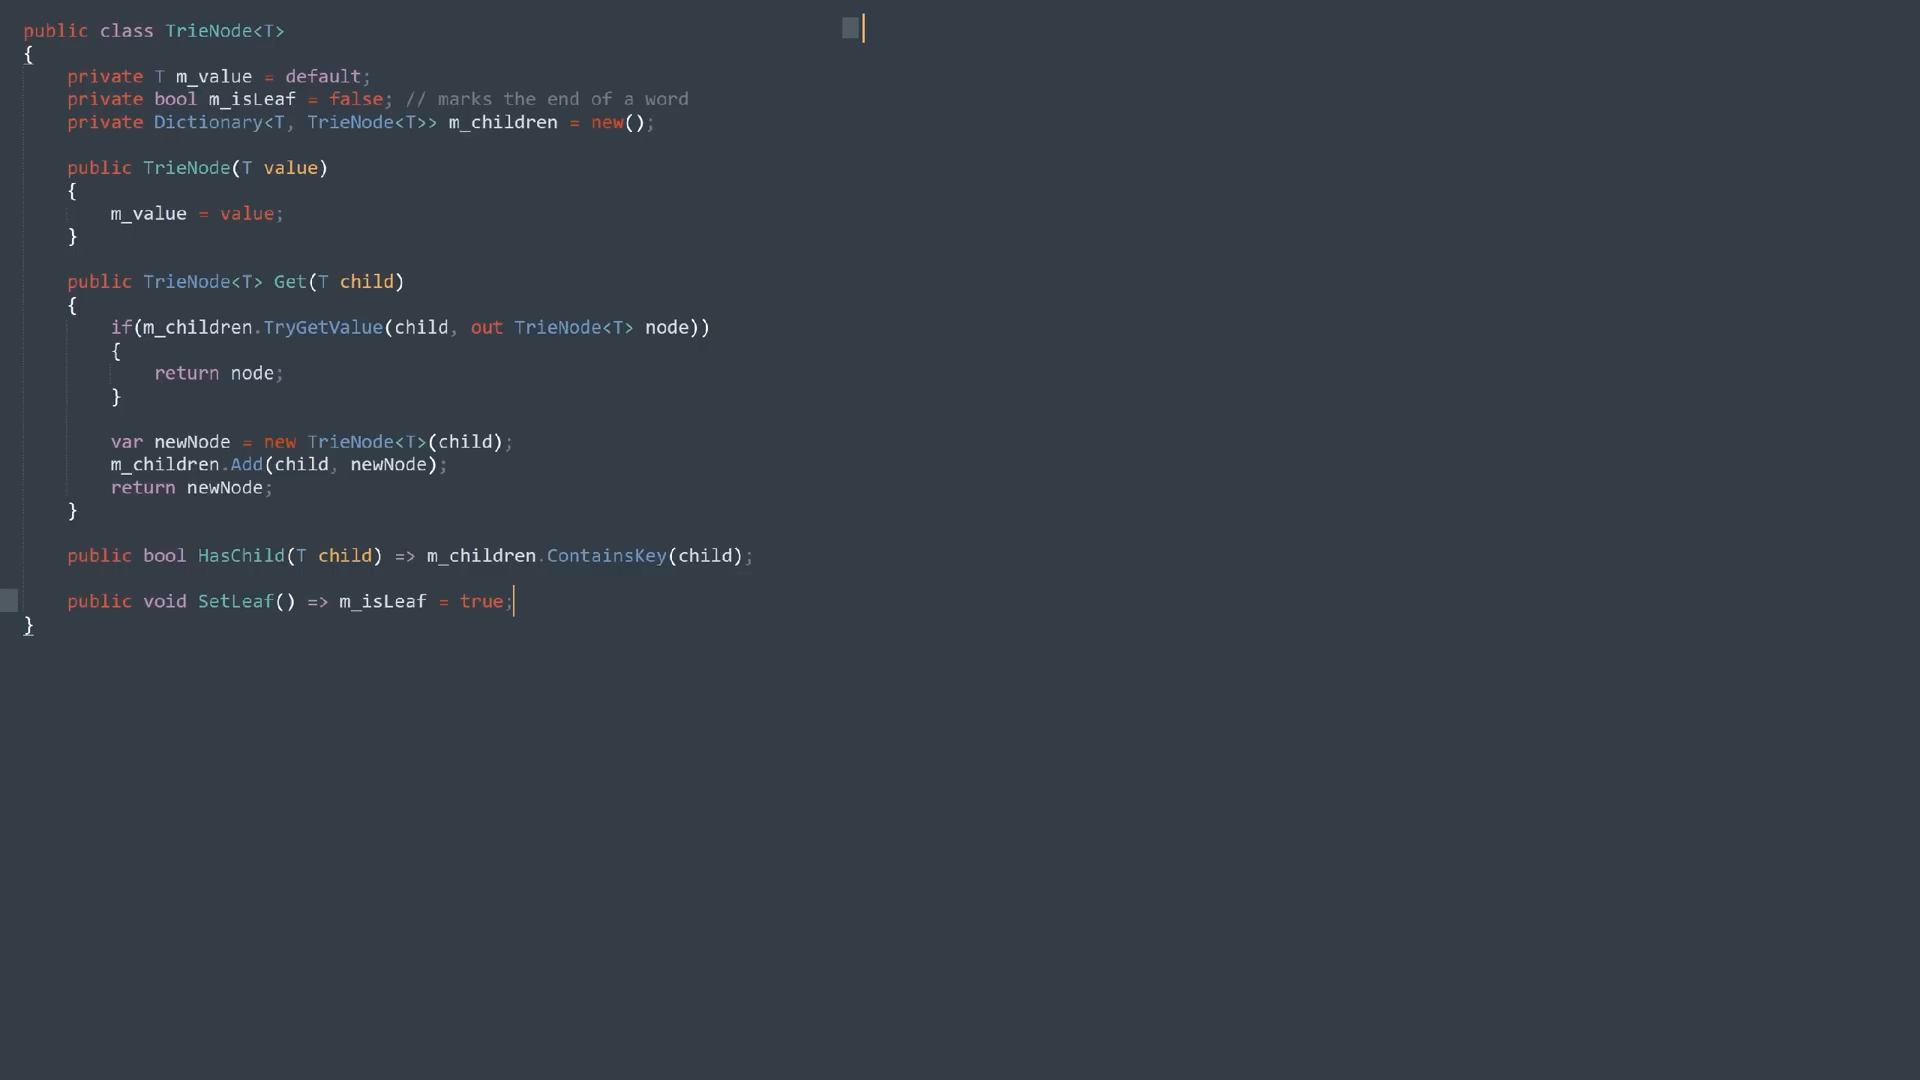 public class TrieNode<T>
{
    private T m_value = default;
    private bool m_isLeaf = false; // marks the end of a word
    private Dictionary<T, TrieNode<T>> m_children = new();

    public TrieNode(T value)
    {
        m_value = value;
    }

    public TrieNode<T> Get(T child)
    {
        if(m_children.TryGetValue(child, out TrieNode<T> node))
        {
            return node;
        }

        var newNode = new TrieNode<T>(child);
        m_children.Add(child, newNode);
        return newNode;
    }

    public bool HasChild(T child) => m_children.ContainsKey(child);

    public void SetLeaf() => m_isLeaf = true;
}